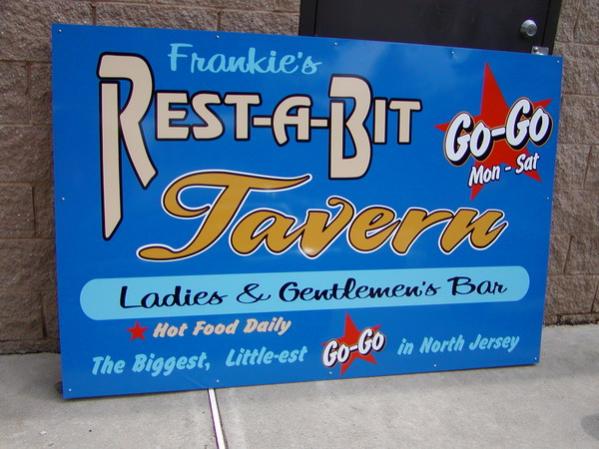 Frankie's
REST-A-BIT
Go-Go
Mon - Sat
Tavern
Ladies & Gentlemen's Bar
★ Hot Food Daily
The Biggest, Little-est Go-Go in North Jersey